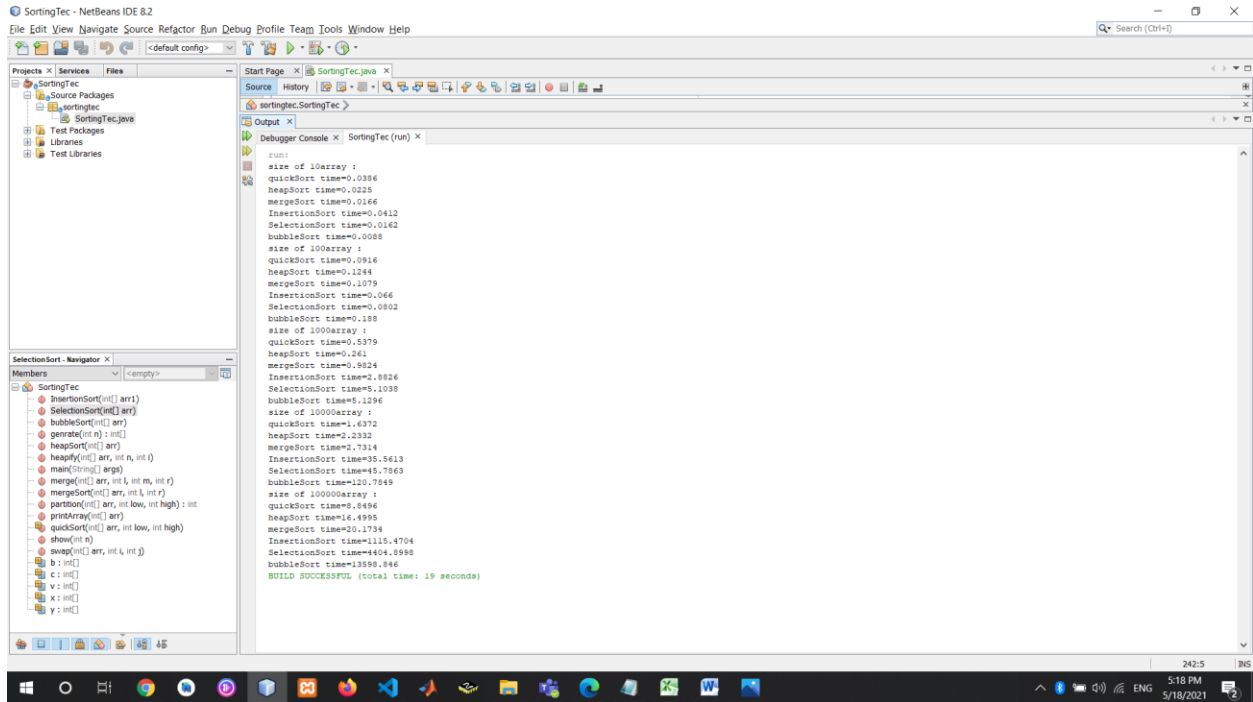 SortingTec - NetBeans IDE 8.2
File Edit View Navigate Source Refactor Run Debug Profile Team Tools Window Help
Search (Ctrl+I)
<default config>
Projects Services Files
SortingTec
Source Packages
sortingtec
SortingTec.java
Test Packages
Libraries
Test Libraries
Start Page SortingTec.java
Source History
sortingtec.SortingTec
Output
Debugger Console SortingTec (run)
run:
size of 10array :
quickSort time=0.0386
heapSort time=0.0225
mergeSort time=0.0166
InsertionSort time=0.0412
SelectionSort time=0.0162
bubbleSort time=0.0088
size of 100array :
quickSort time=0.0916
heapSort time=0.1244
mergeSort time=0.1079
InsertionSort time=0.066
SelectionSort time=0.0802
bubbleSort time=0.188
size of 1000array :
quickSort time=0.5379
heapSort time=0.261
mergeSort time=0.9824
InsertionSort time=2.8826
SelectionSort time=5.1038
bubbleSort time=5.1296
size of 10000array :
quickSort time=1.6372
heapSort time=2.2332
mergeSort time=2.7314
InsertionSort time=35.5613
SelectionSort time=45.7863
bubbleSort time=120.7849
size of 100000array :
quickSort time=8.8496
heapSort time=16.4995
mergeSort time=20.1734
InsertionSort time=1115.4704
SelectionSort time=4404.8998
bubbleSort time=13598.846
BUILD SUCCESSFUL (total time: 19 seconds)
SelectionSort - Navigator
Members <empty>
SortingTec
InsertionSort(int[] arr1)
SelectionSort(int[] arr)
bubbleSort(int[] arr)
genrate(int n) : int[]
heapSort(int[] arr)
heapify(int[] arr, int n, int i)
main(String[] args)
merge(int[] arr, int l, int m, int r)
mergeSort(int[] arr, int l, int r)
partition(int[] arr, int low, int high) : int
printArray(int[] arr)
quickSort(int[] arr, int low, int high)
show(int n)
swap(int[] arr, int i, int j)
b : int[]
c : int[]
v : int[]
x : int[]
y : int[]
242:5 INS
ENG
5:18 PM
5/18/2021